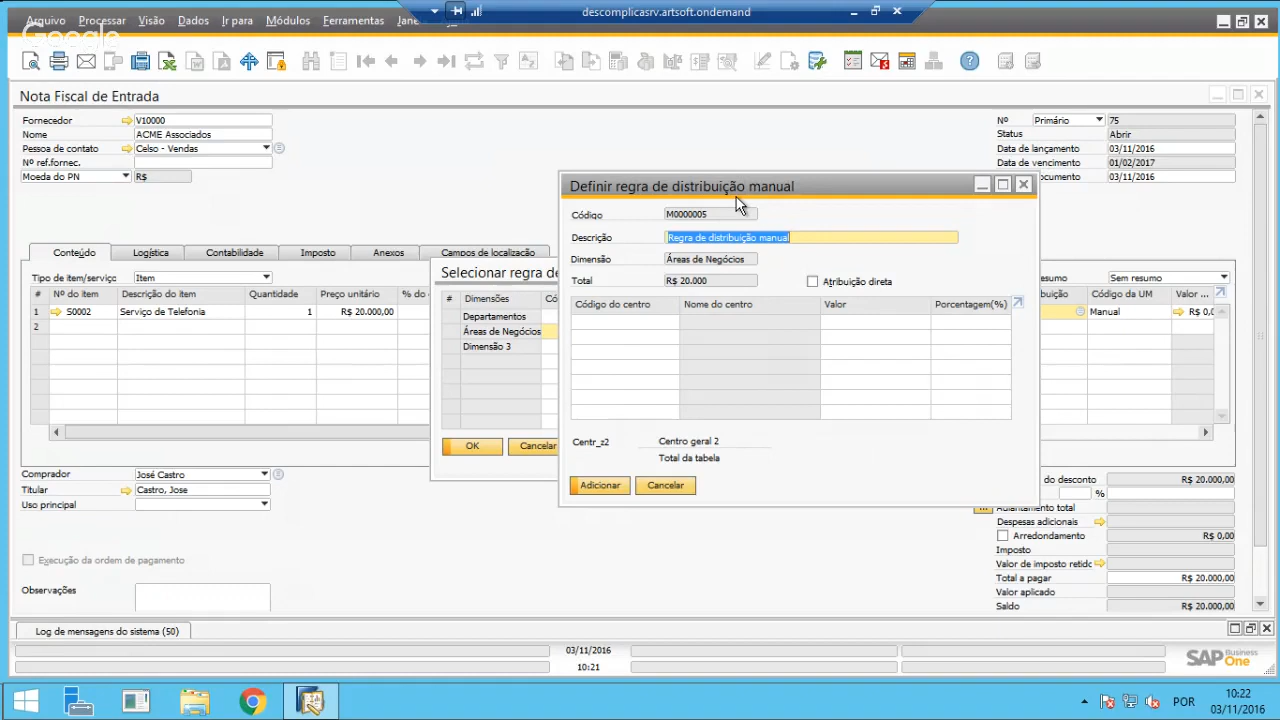 descomplicasrv.artsoft.ondemand
Arquivo Processar Visão Dados Ir para Módulos Ferramentas
Google
Nota Fiscal de Entrada
Fornecedor V10000
Nome ACME Associados
Pessoa de contato Celso - Vendas
Nº ref.fornec.
Moeda do PN R$
Nº Primário 75
Status Abrir
Data de lançamento 03/11/2016
Data de vencimento 01/02/2017
03/11/2016
Conteúdo Logística Contabilidade Imposto Anexos Campos de localização
Tipo de item/serviço Item
Sem resumo
# Nº do item Descrição do item Quantidade Preço unitário
Código da UM Valor ...
1 S0002 Serviço de Telefonia 1 R$ 20.000,00
Manual
2
Selecionar regra de
# Dimensões
Departamentos
Áreas de Negócios
Dimensão 3
OK Cancelar
Definir regra de distribuição manual
Código M0000005
Descrição Regra de distribuição manual
Dimensão Áreas de Negócios
Total R$ 20.000 Atribuição direta
Código do centro Nome do centro Valor Porcentagem(%)
Centr_z2 Centro geral 2
Total da tabela
Adicionar Cancelar
Comprador José Castro
Titular Castro, Jose
Uso principal
Execução da ordem de pagamento
Observações
do desconto R$ 20.000,00
%
Adiantamento total
Despesas adicionais
Arredondamento R$ 0,00
Imposto
Valor de imposto retido
Total a pagar R$ 20.000,00
Valor aplicado
Saldo R$ 20.000,00
Log de mensagens do sistema (50)
03/11/2016
10:21
SAP Business One
POR
10:22
03/11/2016